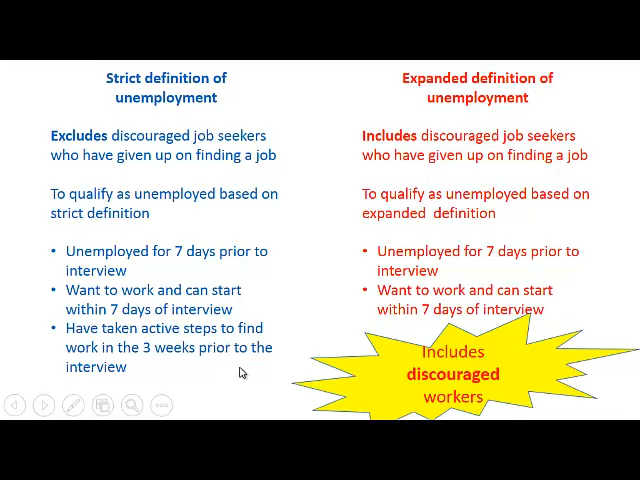 Strict definition of
unemployment
Excludes discouraged job seekers
who have given up on finding a job
To qualify as unemployed based on
strict definition
• Unemployed for 7 days prior to
interview
• Want to work and can start
within 7 days of interview
• Have taken active steps to find
work in the 3 weeks prior to the
interview
Expanded definition of
unemployment
Includes discouraged job seekers
who have given up on finding a job
To qualify as unemployed based on
expanded definition
• Unemployed for 7 days prior to
interview
• Want to work and can start
within 7 days of interview
Includes
discouraged
workers